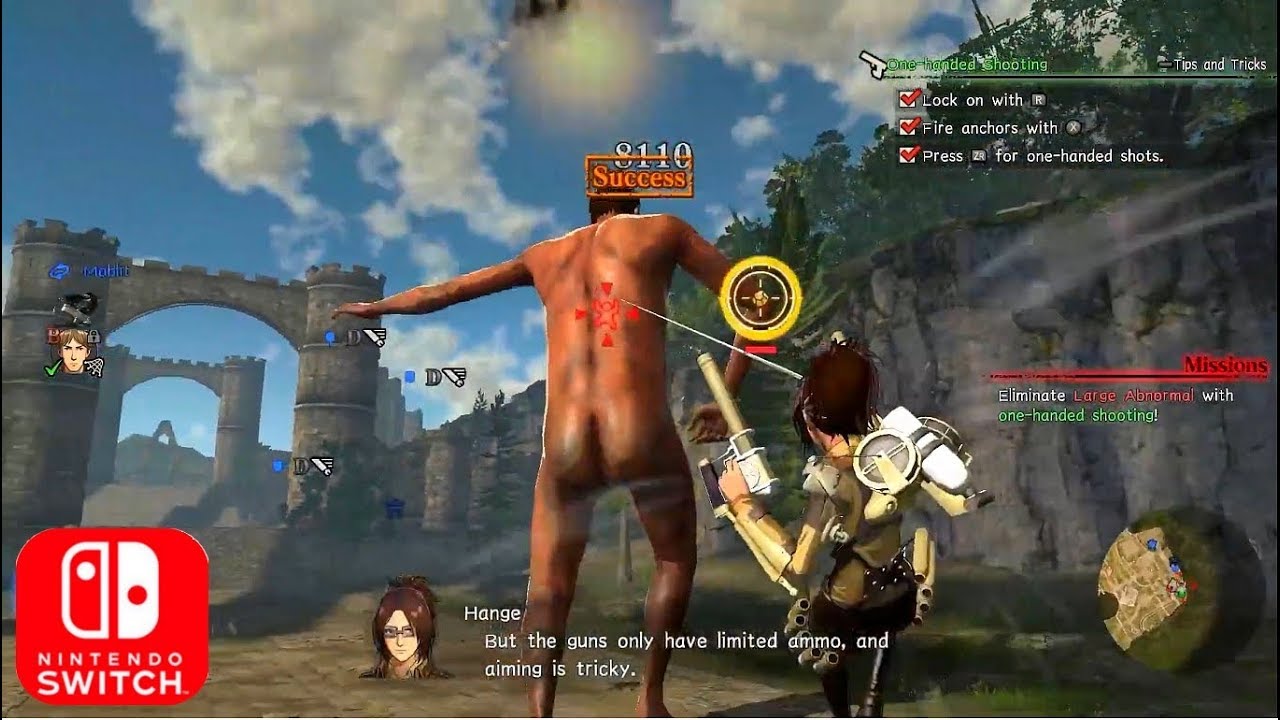 One-handed Shooting
Tips and Tricks
Lock on with R
Fire anchors with X
Press ZR for one-handed shots.
8110
Success
Mablit
B
D
D
D
Missions
Eliminate Large Abnormal with
one-handed shooting!
Hange
But the guns only have limited ammo, and
aiming is tricky.
NINTENDO
SWITCH